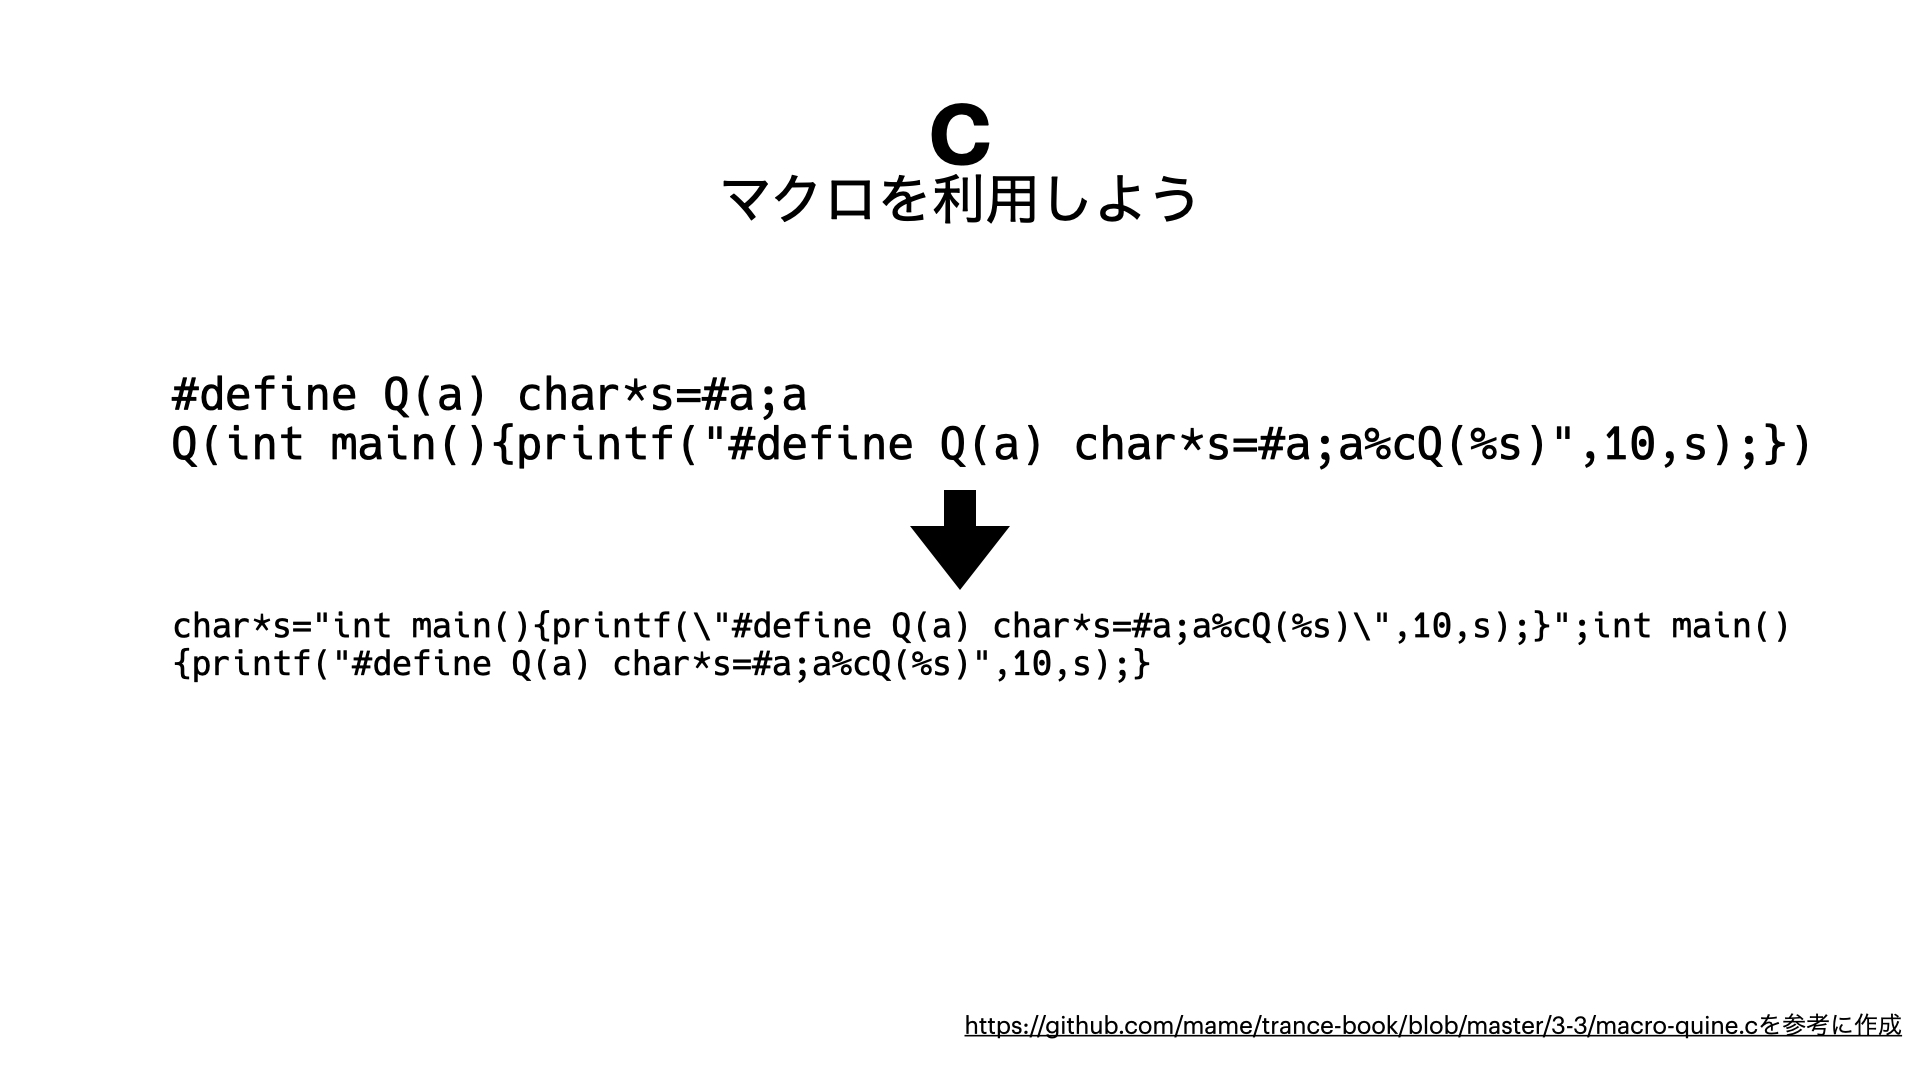 C
マクロを利用しよう
#define Q(a) char*s=#a;a
Q(int main(){printf("#define Q(a) char*s=#a;a%cQ(%s)",10,s);})
char*s="int main(){printf(\"#define Q(a) char*s=#a;a%cQ(%s)\",10,s);}";int main()
{printf("#define Q(a) char*s=#a;a%cQ(%s)",10,s);}
https://github.com/mame/trance-book/blob/master/3-3/macro-quine.cを参考に作成